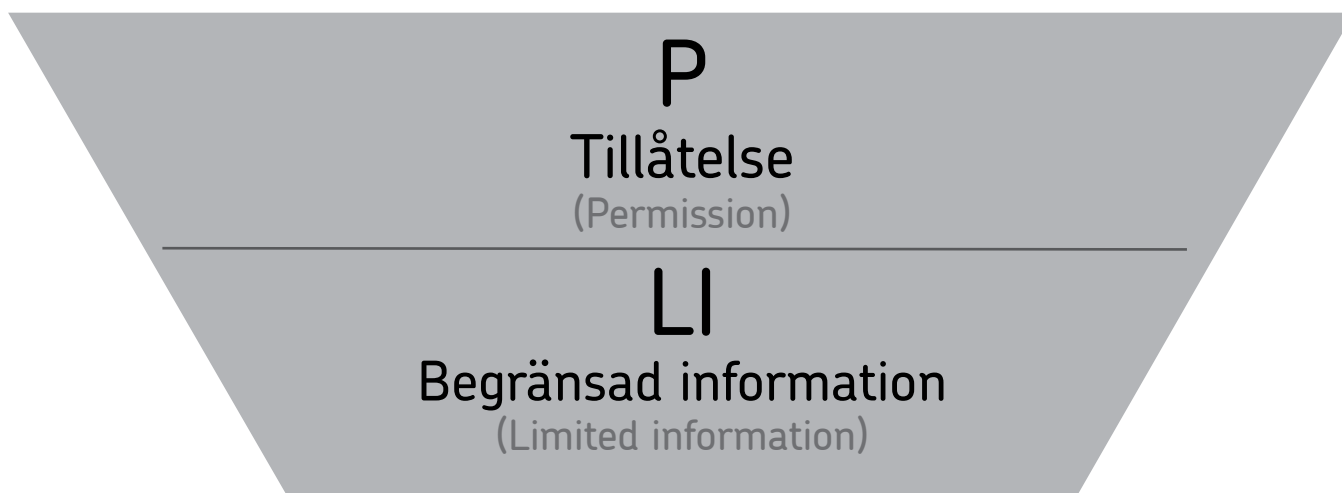 P
Tillåtelse
(Permission)
LI
Begränsad information
(Limited information)